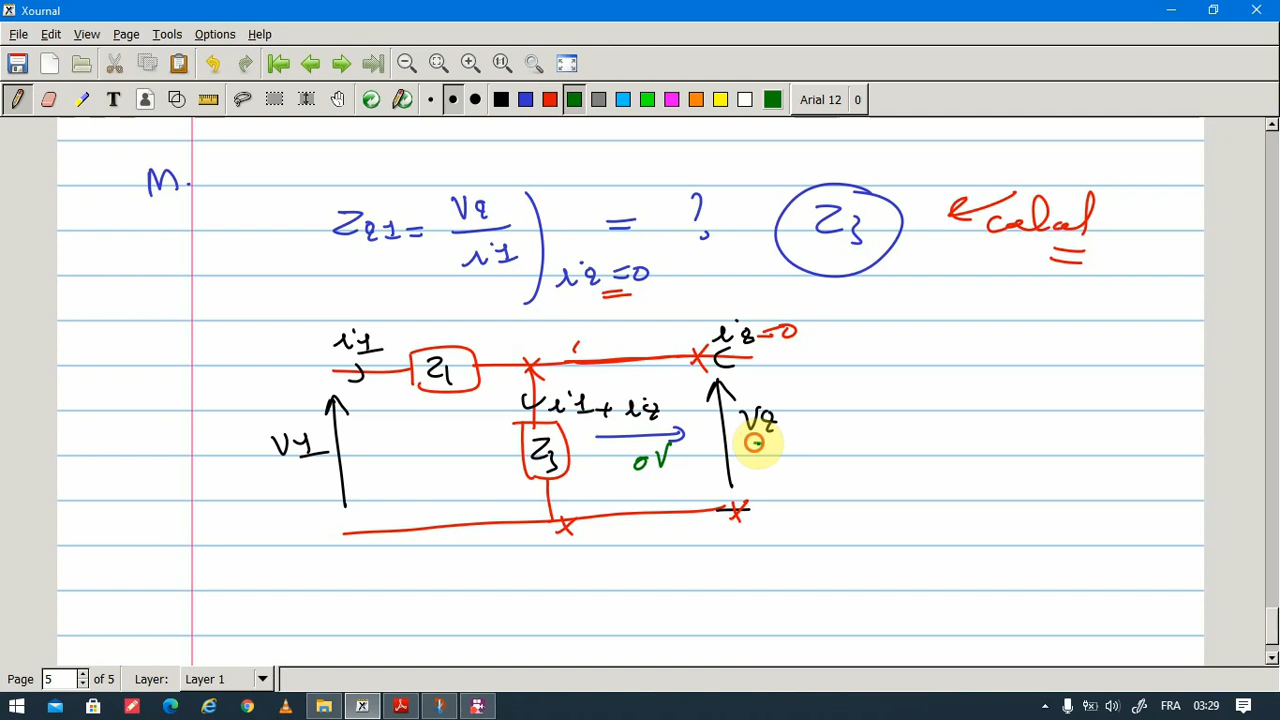 Xournal
File Edit View Page Tools Options Help
Arial 12 0
M.
Z21 = V2 / i1 ) i2 = 0 = ? Z3 calcul
i1 Z1 i2 = 0
i1 + i2
V1 Z3 0V V2
Page 5 of 5 Layer: Layer 1
FRA 03:29